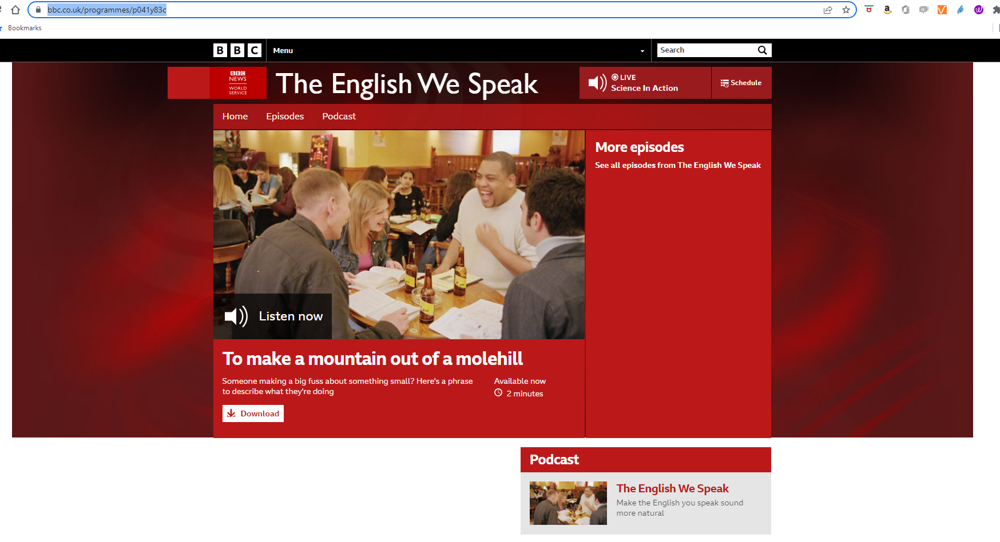 bbc.co.uk/programmes/p041y83c
Bookmarks
BBC
Menu
Search
BBC
NEWS
WORLD
SERVICE
The English We Speak
LIVE
Science In Action
Schedule
Home
Episodes
Podcast
Listen now
More episodes
See all episodes from The English We Speak
To make a mountain out of a molehill
Someone making a big fuss about something small? Here's a phrase
to describe what they're doing
Available now
2 minutes
Download
Podcast
The English We Speak
Make the English you speak sound
more natural